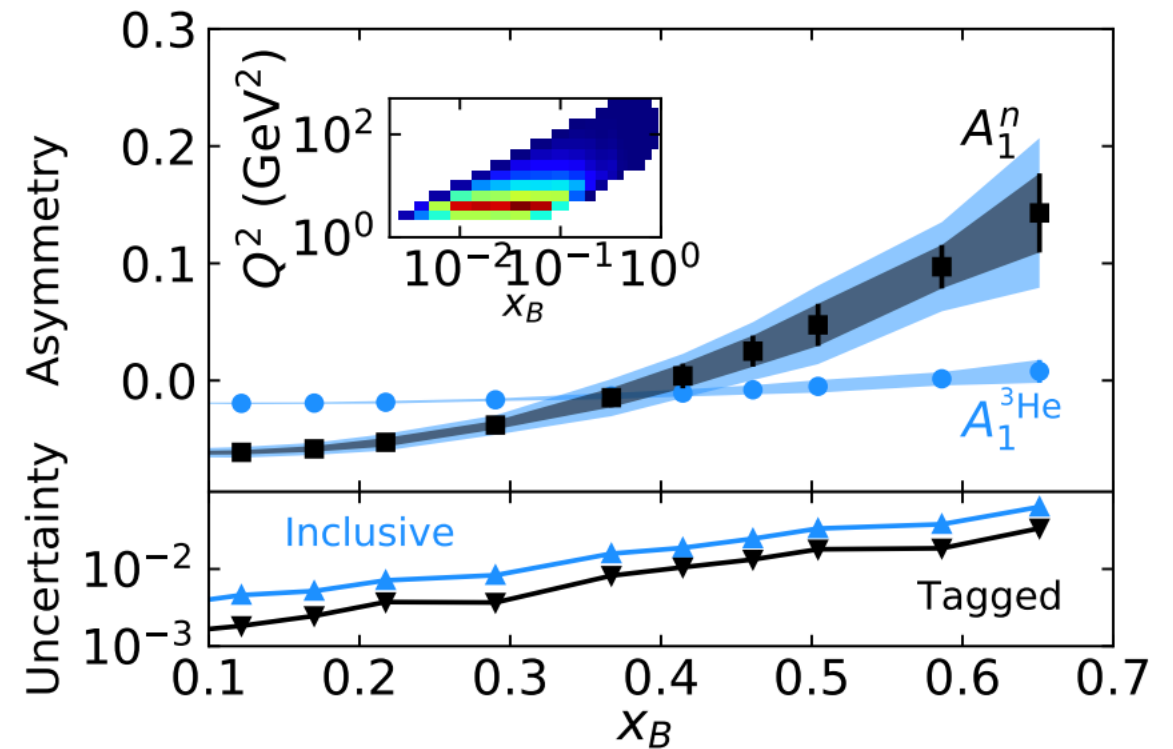 0.3
0.2
0.1
0.0
Asymmetry
Q² (GeV²)
10²
10⁰
10⁻²
10⁻¹
10⁰
x_B
A₁ⁿ
A₁³ᴴᵉ
Uncertainty
10⁻²
10⁻³
Inclusive
Tagged
0.1 0.2 0.3 0.4 0.5 0.6 0.7
x_B